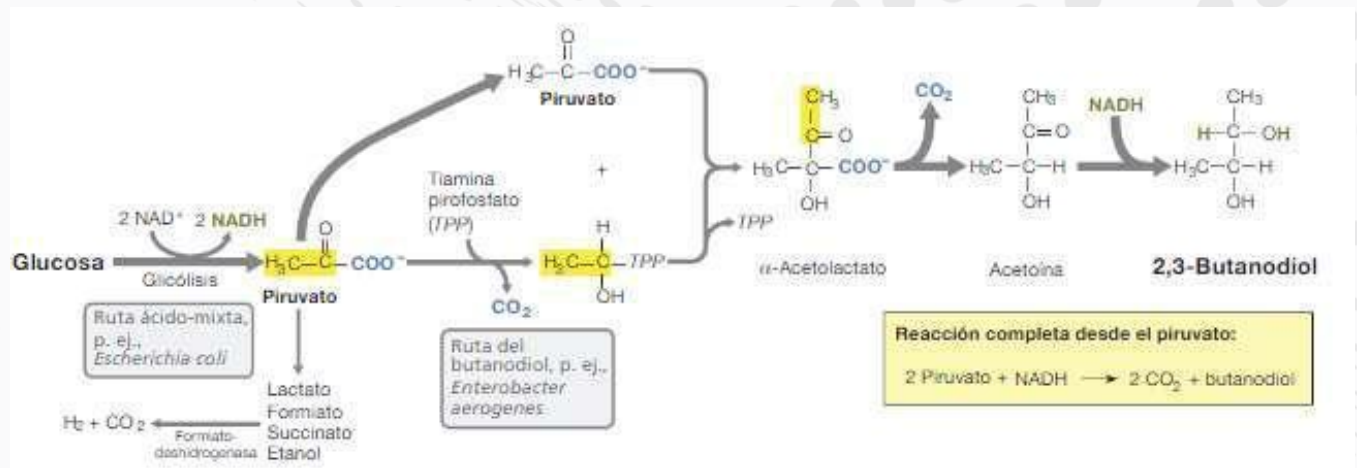 O
H₃C—C—COO⁻
Piruvato
CH₃
C=O
H₃C—C—COO⁻
OH
α-Acetolactato
CO₂
CH₃
C=O
H₃C—C—H
OH
Acetoína
NADH
CH₃
H—C—OH
H₃C—C—H
OH
2,3-Butanodiol
+
Tiamina
pirofosfato
(TPP)
2 NAD⁺ 2 NADH
Glucosa
Glicólisis
O
H₃C—C—COO⁻
Piruvato
CO₂
H
H₃C—C—TPP
OH
TPP
Ruta ácido-mixta,
p. ej.,
Escherichia coli
Ruta del
butanodiol, p. ej.,
Enterobacter
aerogenes
Lactato
Formiato
Succinato
Etanol
H₂ + CO₂
Formiato-
deshidrogenasa
Reacción completa desde el piruvato:
2 Piruvato + NADH → 2 CO₂ + butanodiol